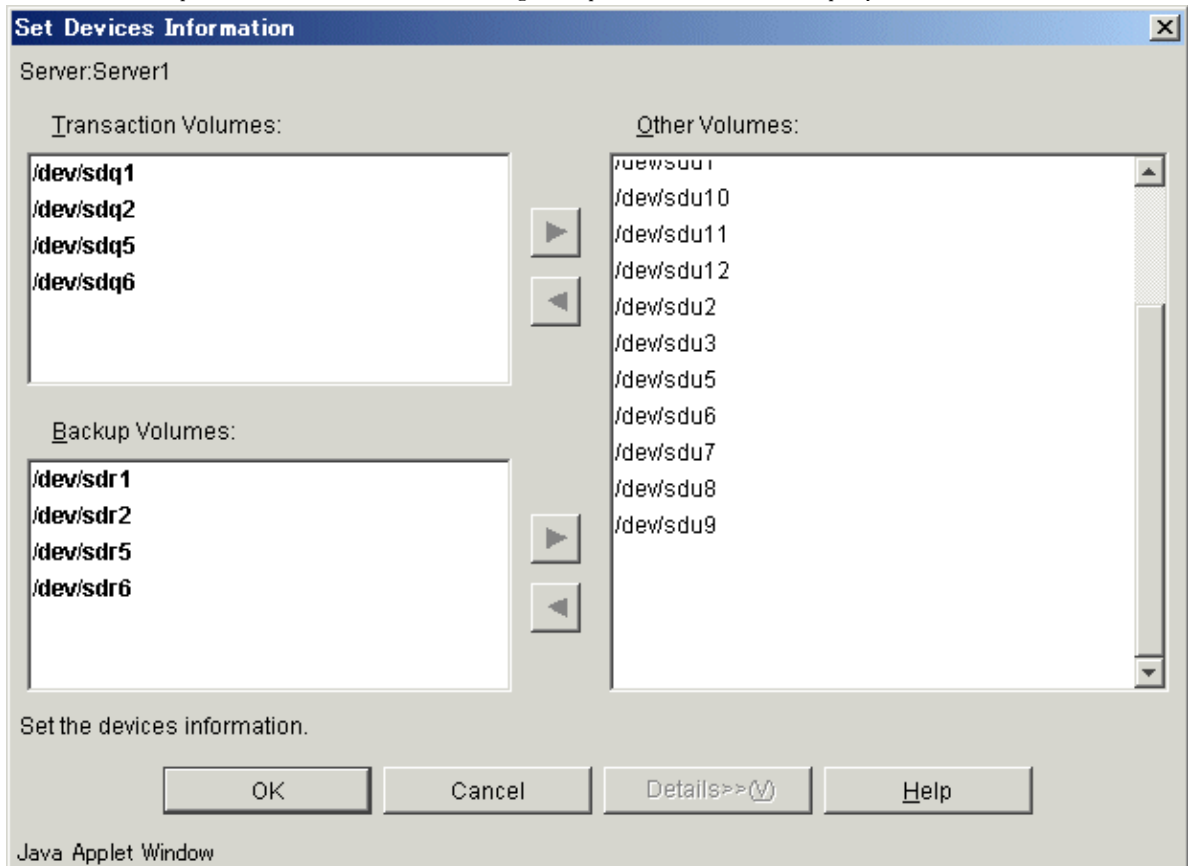 Set Devices Information
Server:Server1
Transaction Volumes:
/dev/sdq1
/dev/sdq2
/dev/sdq5
/dev/sdq6
Backup Volumes:
/dev/sdr1
/dev/sdr2
/dev/sdr5
/dev/sdr6
Other Volumes:
/dev/sdu1
/dev/sdu10
/dev/sdu11
/dev/sdu12
/dev/sdu2
/dev/sdu3
/dev/sdu5
/dev/sdu6
/dev/sdu7
/dev/sdu8
/dev/sdu9
Set the devices information.
OK Cancel Details>>(V) Help
Java Applet Window